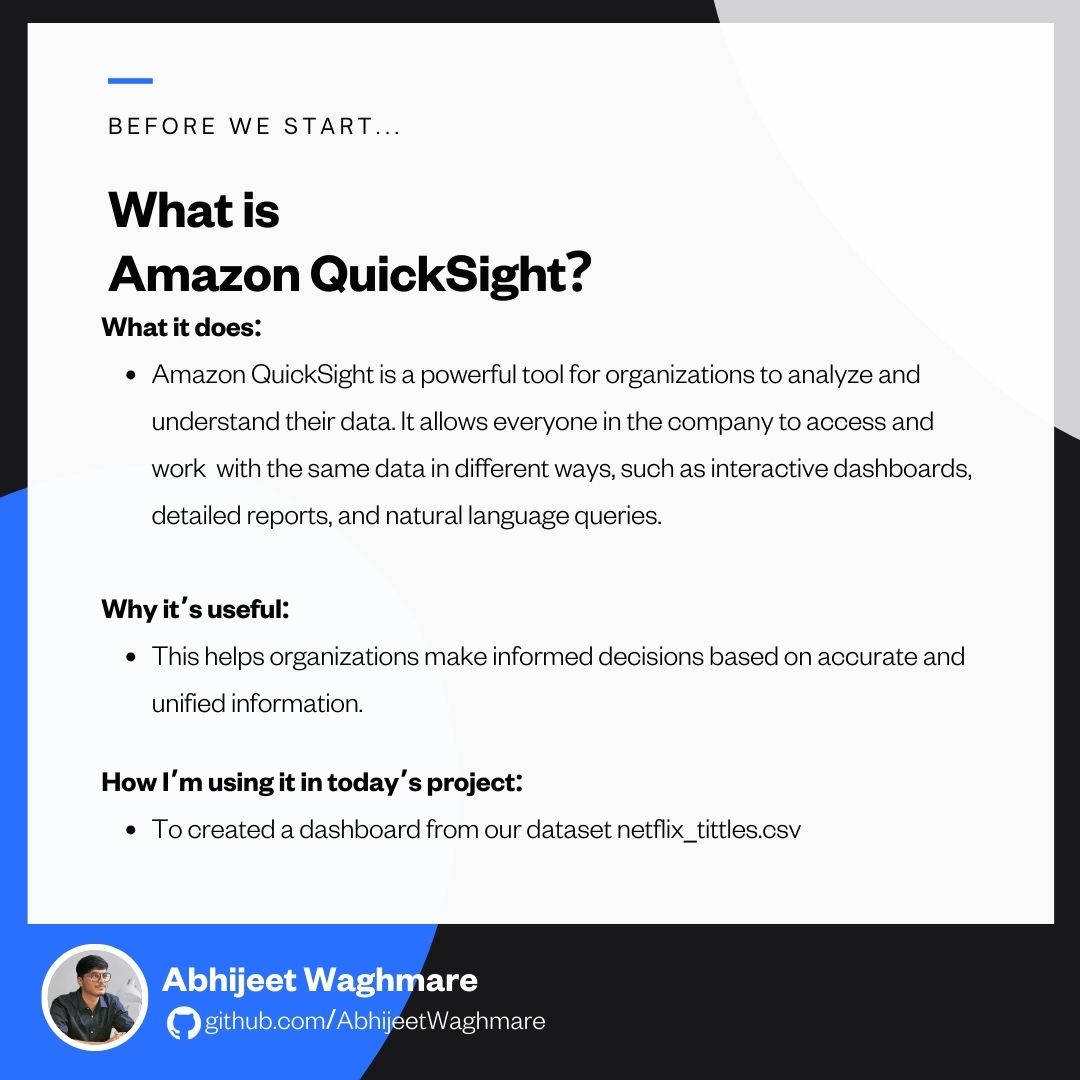 BEFORE WE START...
What is
Amazon QuickSight?
What it does:
• Amazon QuickSight is a powerful tool for organizations to analyze and
understand their data. It allows everyone in the company to access and
work  with the same data in different ways, such as interactive dashboards,
detailed reports, and natural language queries.
Why it's useful:
• This helps organizations make informed decisions based on accurate and
unified information.
How I'm using it in today's project:
• To created a dashboard from our dataset netflix_tittles.csv
Abhijeet Waghmare
github.com/AbhijeetWaghmare